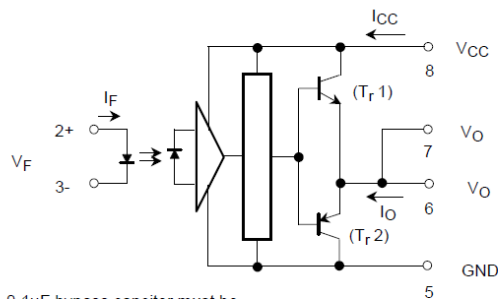 ICC
VCC
8
(Tr 1)
IF
2+
VO
7
VF
3-
IO
6
VO
(Tr 2)
GND
5